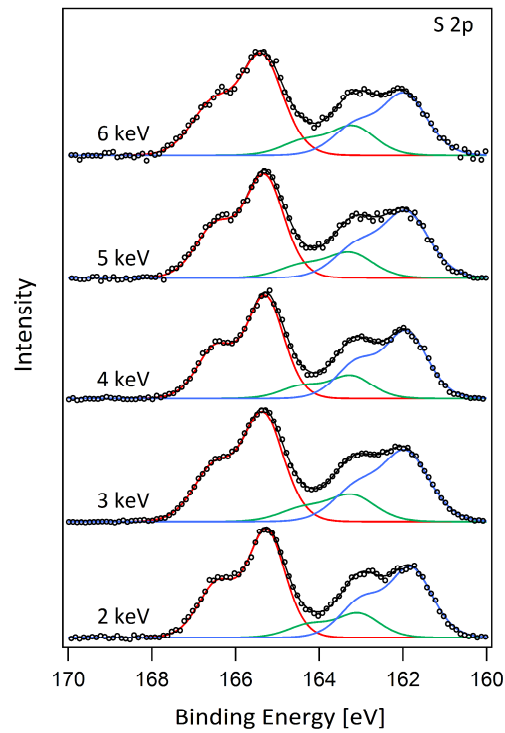 S 2p
6 keV
5 keV
4 keV
3 keV
2 keV
Intensity
170 168 166 164 162 160
Binding Energy [eV]